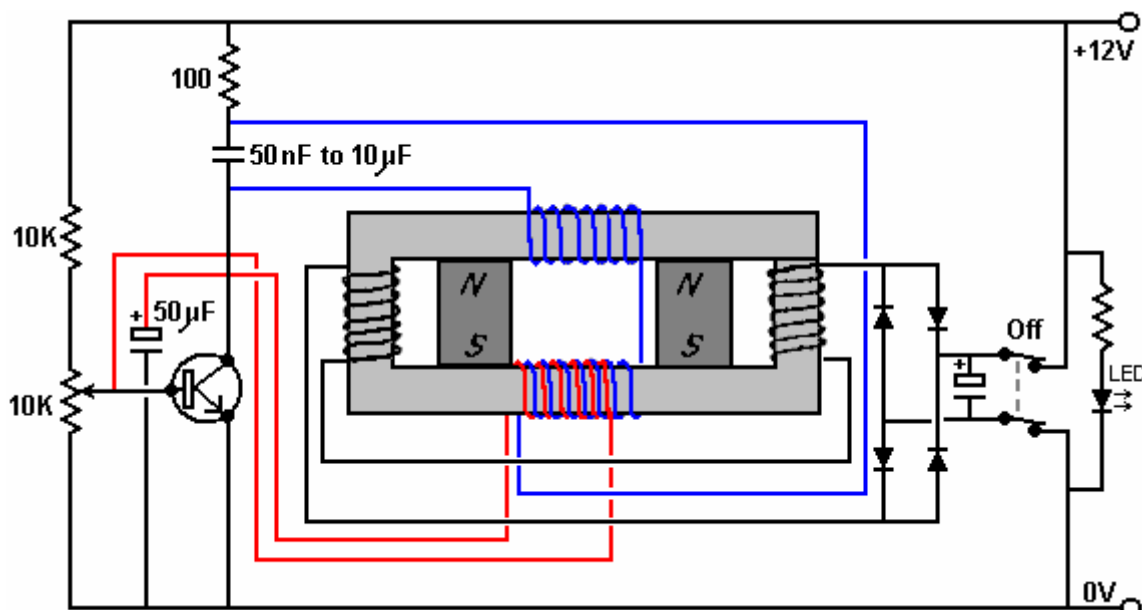 +12V
100
50nF to 10µF
10K
N N
+ 50µF
S S
Off
+
LED
10K
0V